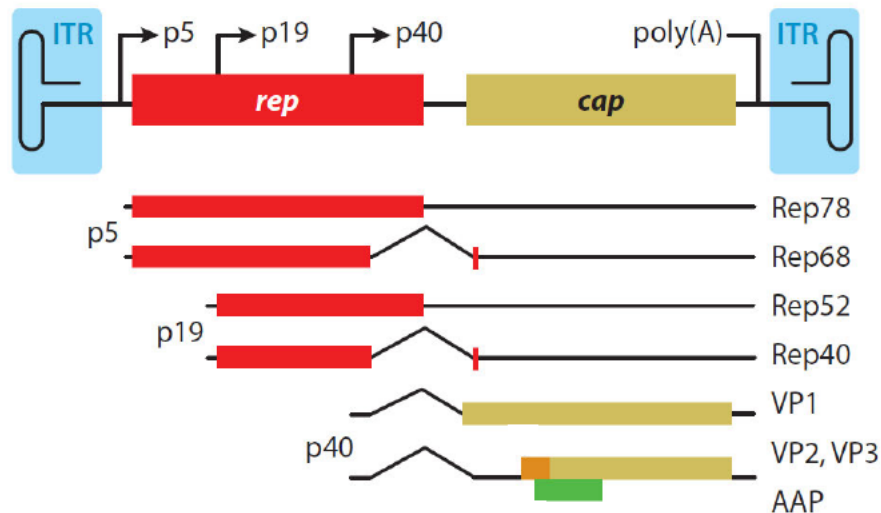 ITR p5 p19 p40 poly(A) ITR
rep cap
Rep78
p5
Rep68
Rep52
p19
Rep40
VP1
p40
VP2, VP3
AAP